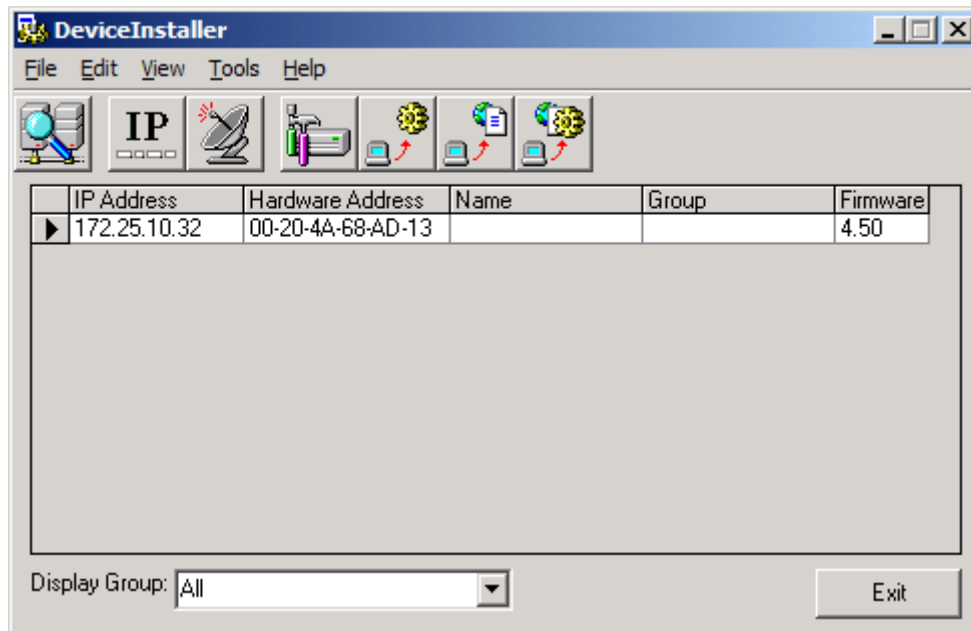 DeviceInstaller
File Edit View Tools Help
IP
IP Address Hardware Address Name Group Firmware
172.25.10.32 00-20-4A-68-AD-13 4.50
Display Group: All
Exit